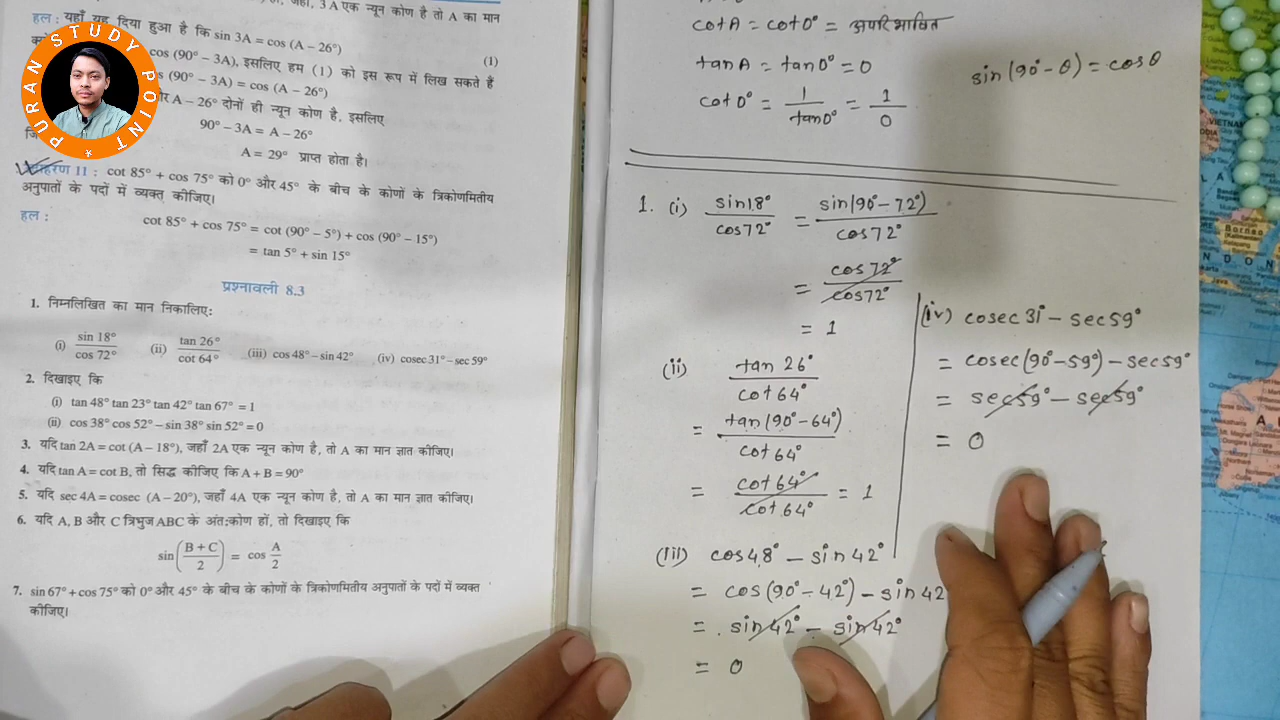 जहाँ, 3A एक न्यून कोण है तो A का मान
हल : यहाँ यह दिया हुआ है कि sin 3A = cos (A – 26°)
(1)
cos (90° – 3A), इसलिए हम (1) को इस रूप में लिख सकते हैं
(90° – 3A) = cos (A – 26°)
A – 26° दोनों ही न्यून कोण है, इसलिए
90° – 3A = A – 26°
A = 29° प्राप्त होता है।
PURAN STUDY POINT
उदाहरण 11 : cot 85° + cos 75° को 0° और 45° के बीच के कोणों के त्रिकोणमितीय
अनुपातों के पदों में व्यक्त कीजिए।
हल :
cot 85° + cos 75° = cot (90° – 5°) + cos (90° – 15°)
= tan 5° + sin 15°
प्रश्नावली 8.3
1. निम्नलिखित का मान निकालिए:
(i) sin 18° / cos 72° (ii) tan 26° / cot 64° (iii) cos 48° – sin 42° (iv) cosec 31° – sec 59°
2. दिखाइए कि
(i) tan 48° tan 23° tan 42° tan 67° = 1
(ii) cos 38° cos 52° – sin 38° sin 52° = 0
3. यदि tan 2A = cot (A – 18°), जहाँ 2A एक न्यून कोण है, तो A का मान ज्ञात कीजिए।
4. यदि tan A = cot B, तो सिद्ध कीजिए कि A + B = 90°
5. यदि sec 4A = cosec (A – 20°), जहाँ 4A एक न्यून कोण है, तो A का मान ज्ञात कीजिए।
6. यदि A, B और C त्रिभुज ABC के अंत:कोण हों, तो दिखाइए कि
sin((B + C)/2) = cos A/2
7. sin 67° + cos 75° को 0° और 45° के बीच के कोणों के त्रिकोणमितीय अनुपातों के पदों में व्यक्त
कीजिए।
cot A = cot 0° = अपरिभाषित
tan A = tan 0° = 0
sin(90° – θ) = cos θ
cot 0° = 1/tan 0° = 1/0
1. (i) sin 18°/cos 72° = sin(90° – 72°)/cos 72°
= cos 72°/cos 72°
= 1
(ii) tan 26°/cot 64°
= tan(90° – 64°)/cot 64°
= cot 64°/cot 64° = 1
(iii) cos 48° – sin 42°
= cos(90° – 42°) – sin 42
= sin 42° – sin 42°
= 0
(iv) cosec 31° – sec 59°
= cosec(90° – 59°) – sec 59°
= sec 59° – sec 59°
= 0
VIETNAM
Borneo